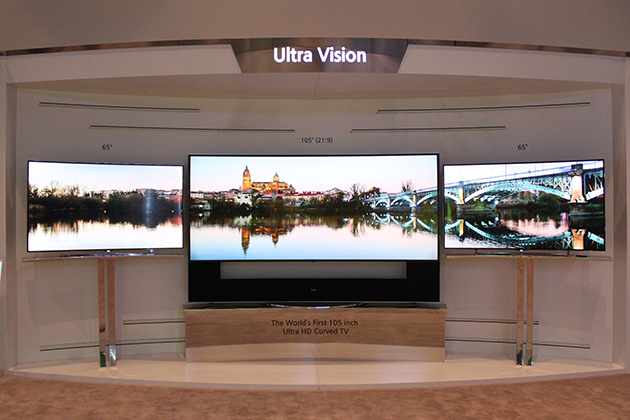 Ultra Vision
65"
105" (21:9)
65"
The World's First 105 inch
Ultra HD Curved TV